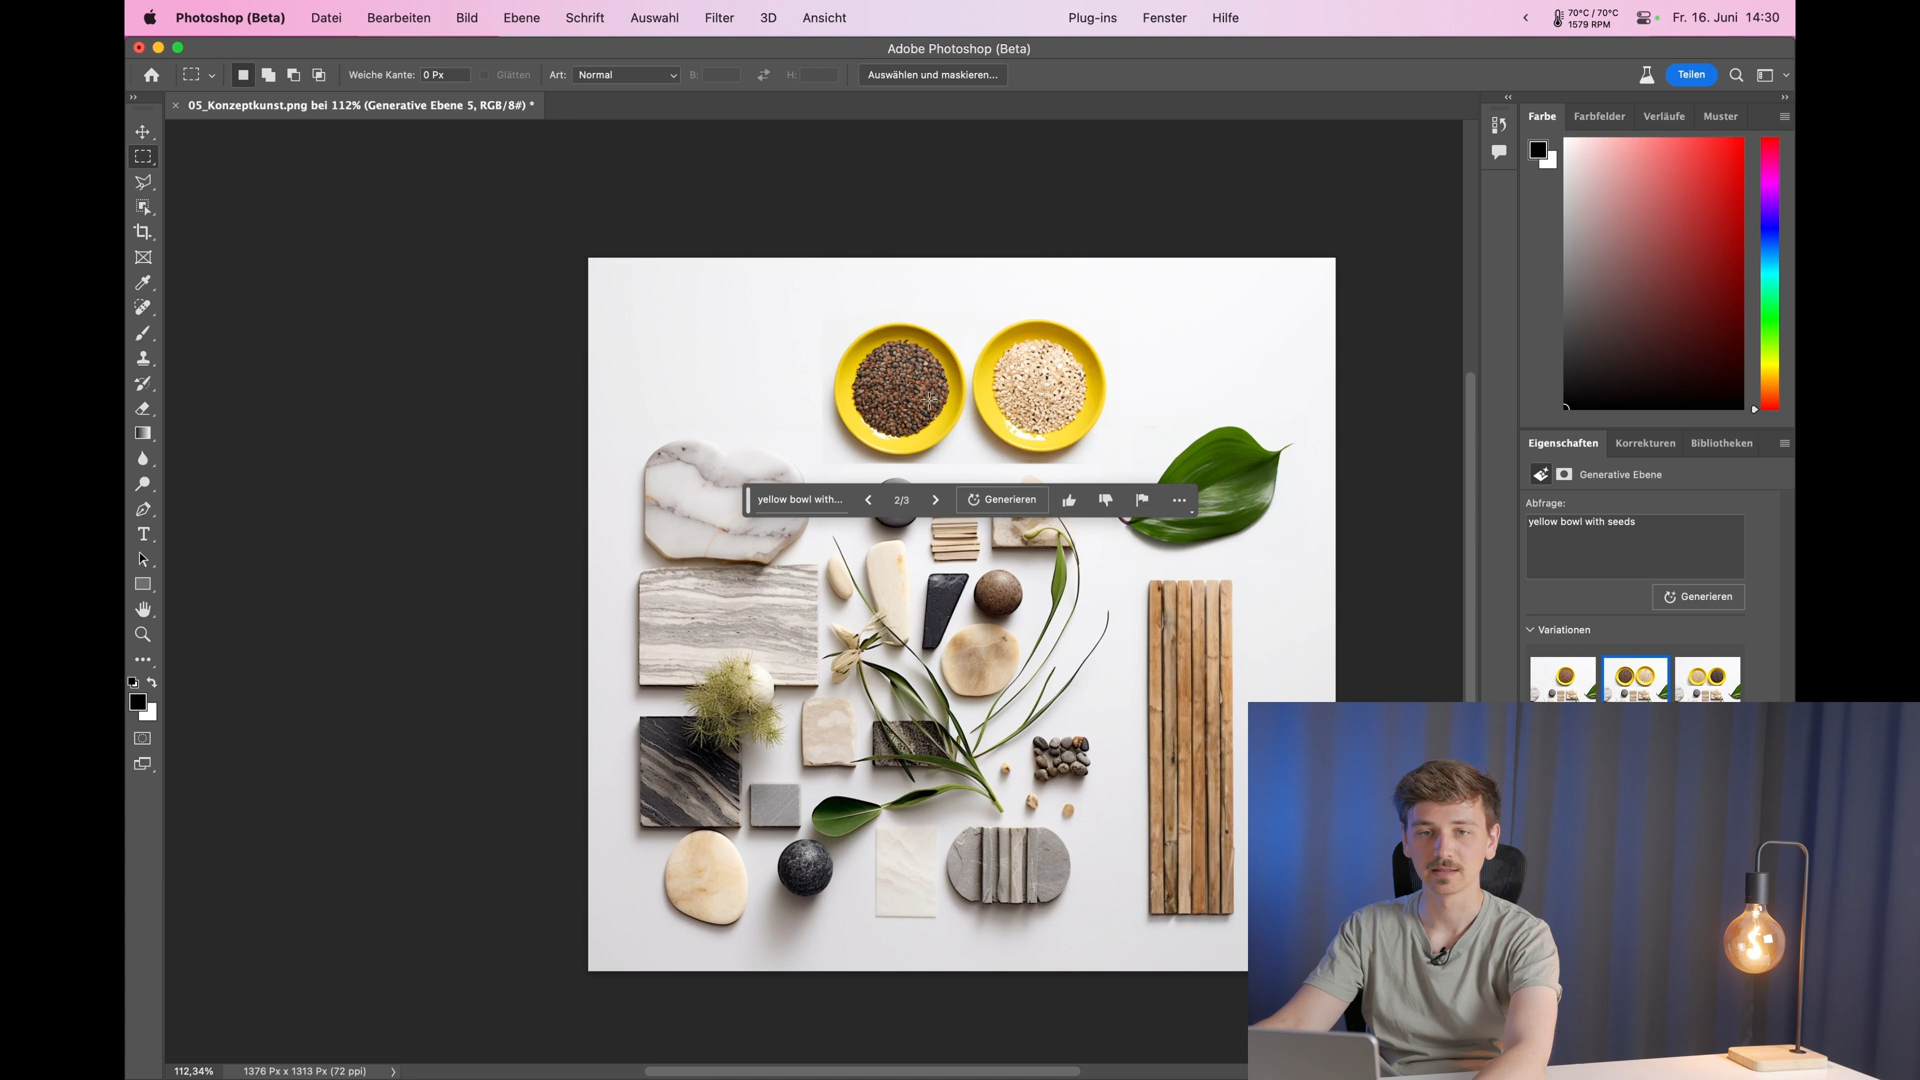 Photoshop (Beta) Datei Bearbeiten Bild Ebene Schrift Auswahl Filter 3D Ansicht Plug-ins Fenster Hilfe 70°C / 70°C 1579 RPM Fr. 16. Juni 14:30
Adobe Photoshop (Beta)
Weiche Kante: 0 Px Glätten Art: Normal B: H: Auswählen und maskieren... Teilen
05_Konzeptkunst.png bei 112% (Generative Ebene 5, RGB/8#) *
Farbe Farbfelder Verläufe Muster
Eigenschaften Korrekturen Bibliotheken
Generative Ebene
Abfrage:
yellow bowl with seeds
yellow bowl with... 2/3 Generieren
Generieren
Variationen
112,34% 1376 Px x 1313 Px (72 ppi)